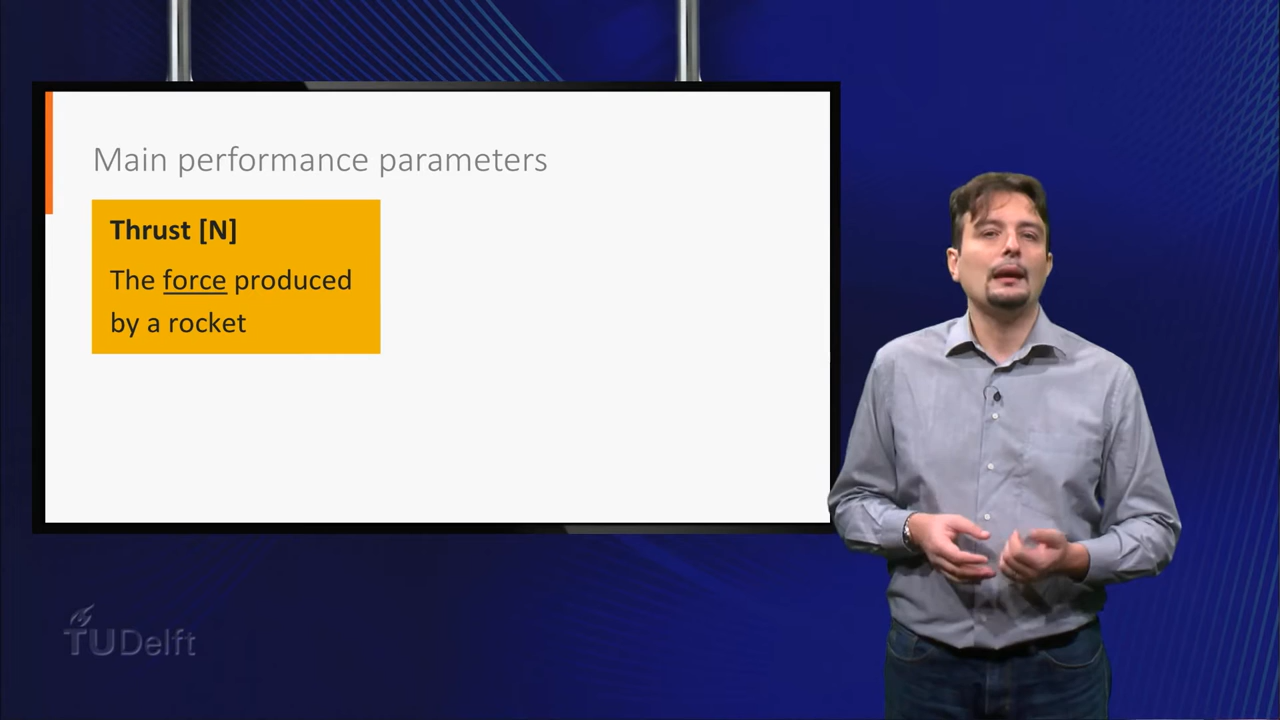 Main performance parameters
Thrust [N]
The force produced
by a rocket
TUDelft